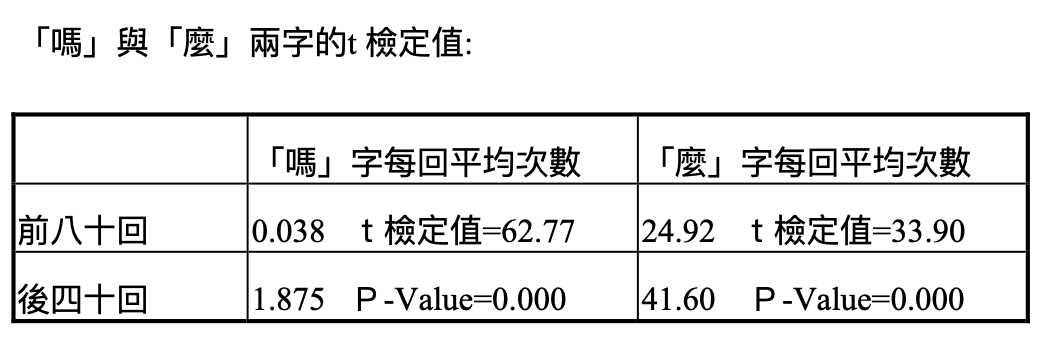 「嗎」與「麼」兩字的t 檢定值:
「嗎」字每回平均次數 「麼」字每回平均次數
前八十回 0.038 t 檢定值=62.77 24.92 t 檢定值=33.90
後四十回 1.875 P-Value=0.000 41.60 P-Value=0.000